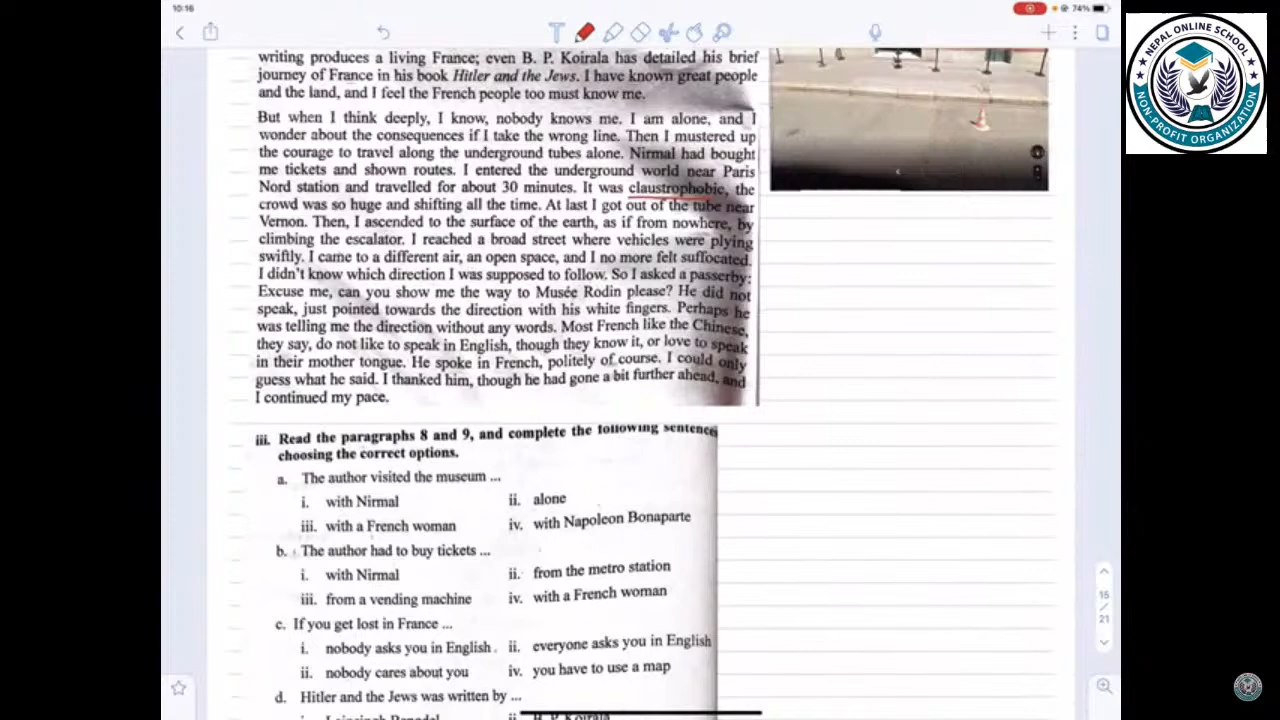 10:16
74%
NEPAL ONLINE SCHOOL
NON-PROFIT ORGANIZATION
writing produces a living France; even B. P. Koirala has detailed his brief
journey of France in his book Hitler and the Jews. I have known great people
and the land, and I feel the French people too must know me.
But when I think deeply, I know, nobody knows me. I am alone, and I
wonder about the consequences if I take the wrong line. Then I mustered up
the courage to travel along the underground tubes alone. Nirmal had bought
me tickets and shown routes. I entered the underground world near Paris
Nord station and travelled for about 30 minutes. It was claustrophobic, the
crowd was so huge and shifting all the time. At last I got out of the tube near
Vernon. Then, I ascended to the surface of the earth, as if from nowhere, by
climbing the escalator. I reached a broad street where vehicles were plying
swiftly. I came to a different air, an open space, and I no more felt suffocated.
I didn't know which direction I was supposed to follow. So I asked a passerby:
Excuse me, can you show me the way to Musée Rodin please? He did not
speak, just pointed towards the direction with his white fingers. Perhaps he
was telling me the direction without any words. Most French like the Chinese,
they say, do not like to speak in English, though they know it, or love to speak
in their mother tongue. He spoke in French, politely of course. I could only
guess what he said. I thanked him, though he had gone a bit further ahead, and
I continued my pace.
iii. Read the paragraphs 8 and 9, and complete the following sentences
choosing the correct options.
a. The author visited the museum ...
i. with Nirmal ii. alone
iii. with a French woman iv. with Napoleon Bonaparte
b. The author had to buy tickets ...
i. with Nirmal ii. from the metro station
iii. from a vending machine iv. with a French woman
c. If you get lost in France ...
i. nobody asks you in English. ii. everyone asks you in English
ii. nobody cares about you iv. you have to use a map
d. Hitler and the Jews was written by ...
ii. B. P. Koirala
15
/
21